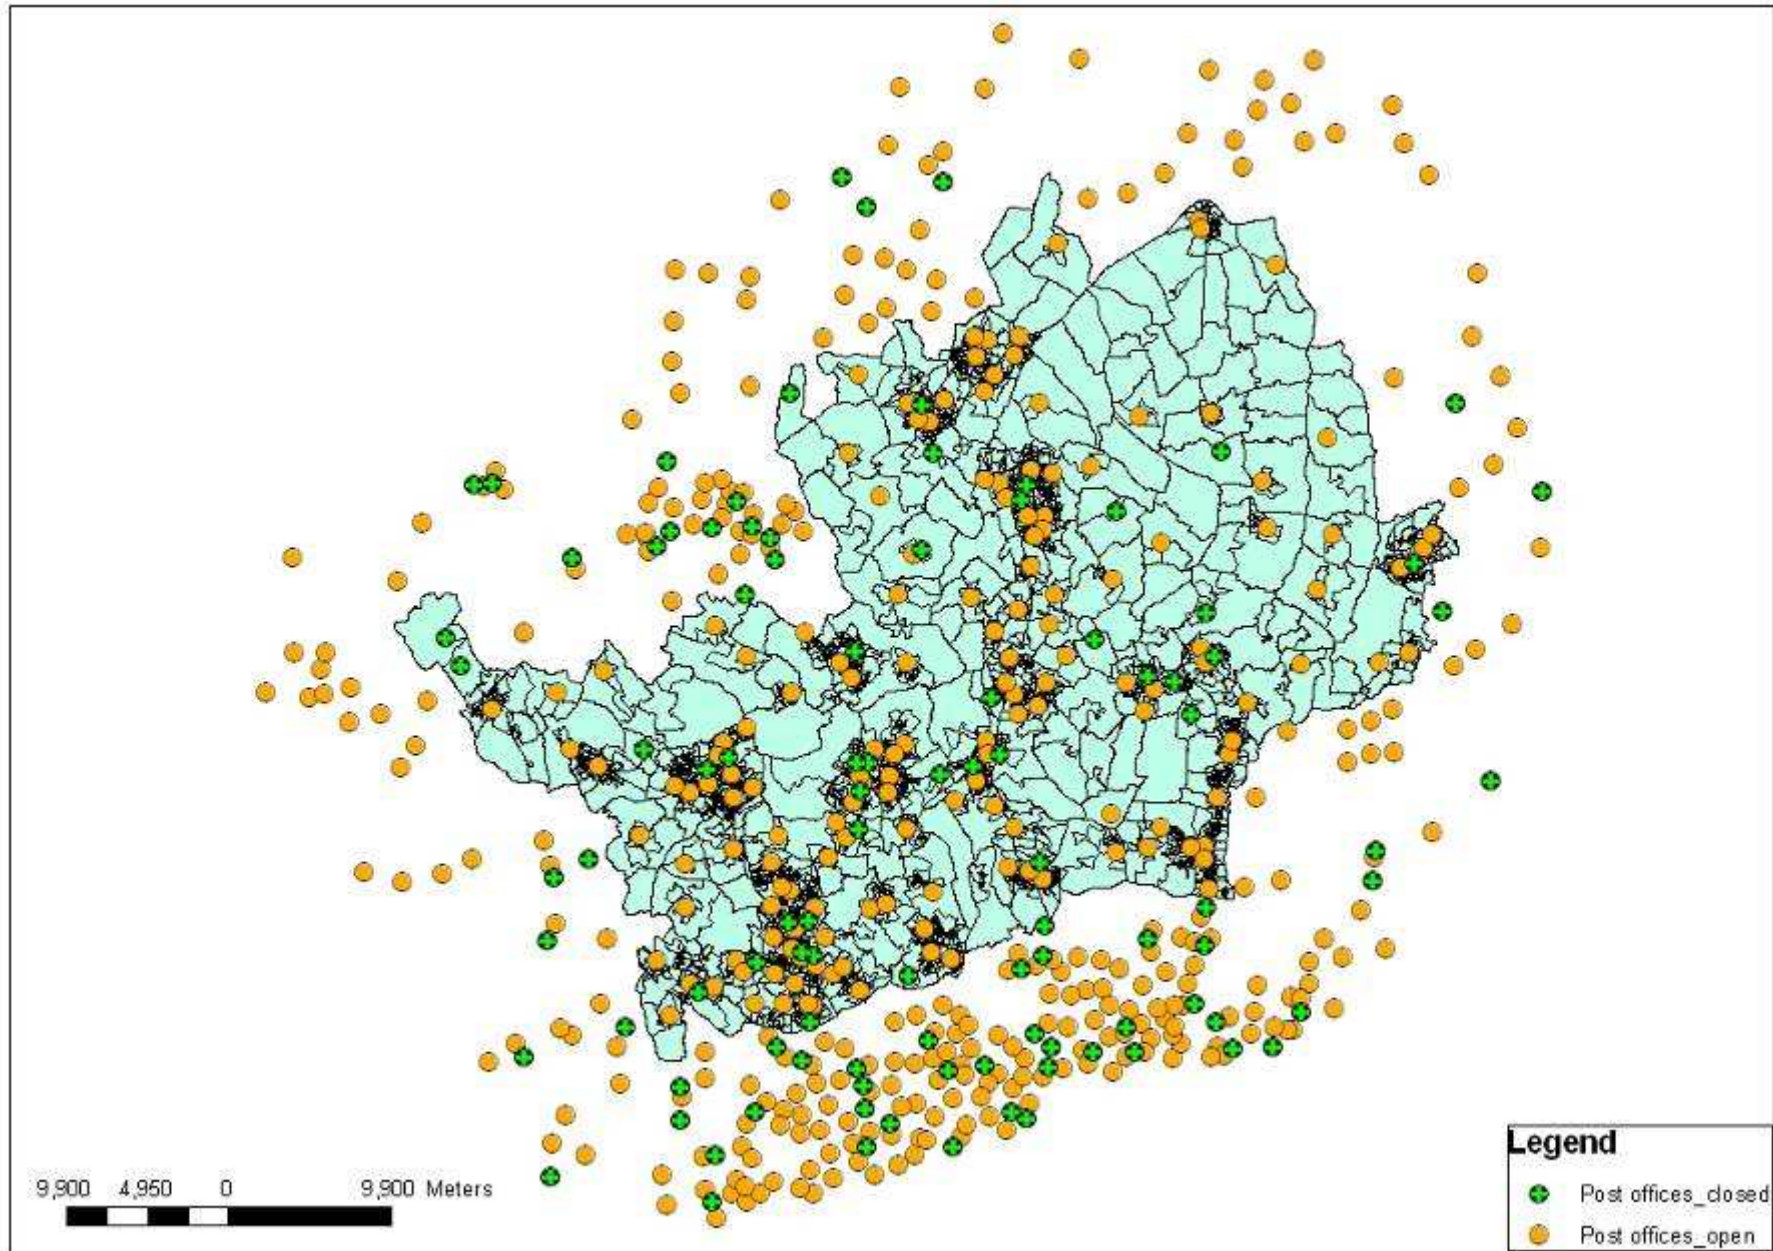 9,900 4,950 0 9,900 Meters
Legend
Post offices_closed
Post offices_open